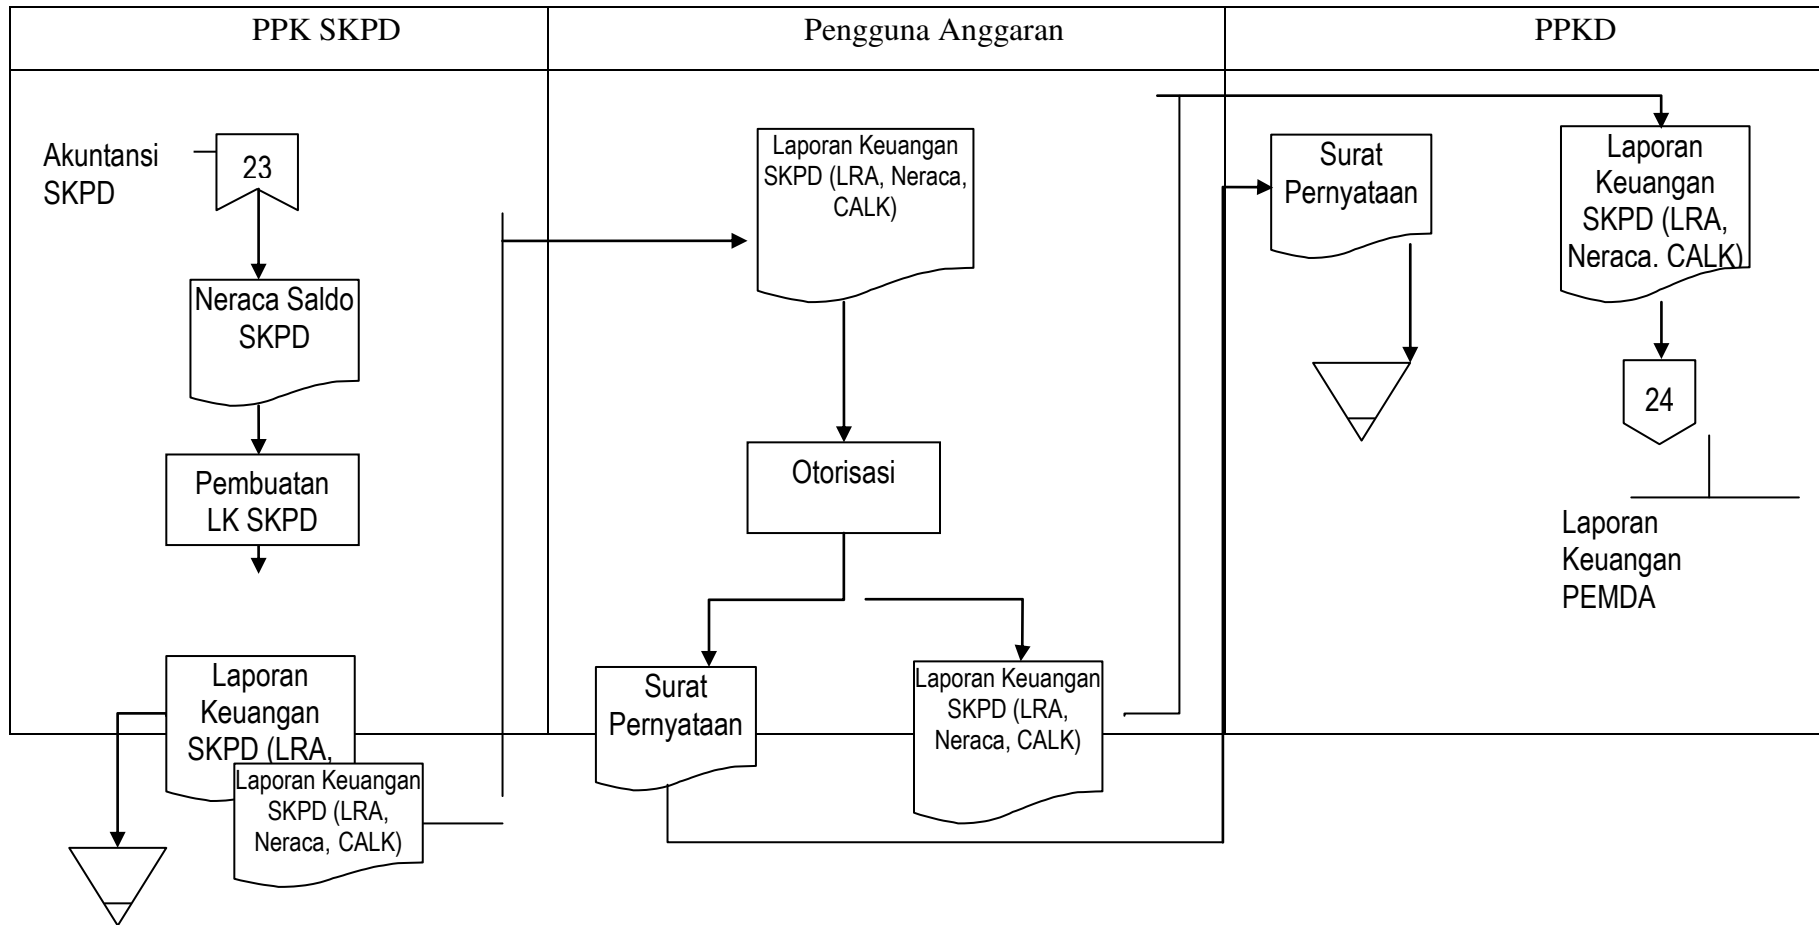 PPK SKPD
Pengguna Anggaran
PPKD
Akuntansi
SKPD
23
Neraca Saldo
SKPD
Pembuatan
LK SKPD
Laporan
Keuangan
SKPD (LRA,
Laporan Keuangan
SKPD (LRA,
Neraca, CALK)
Laporan Keuangan
SKPD (LRA, Neraca,
CALK)
Otorisasi
Surat
Pernyataan
Laporan Keuangan
SKPD (LRA,
Neraca, CALK)
Surat
Pernyataan
Laporan
Keuangan
SKPD (LRA,
Neraca. CALK)
24
Laporan
Keuangan
PEMDA